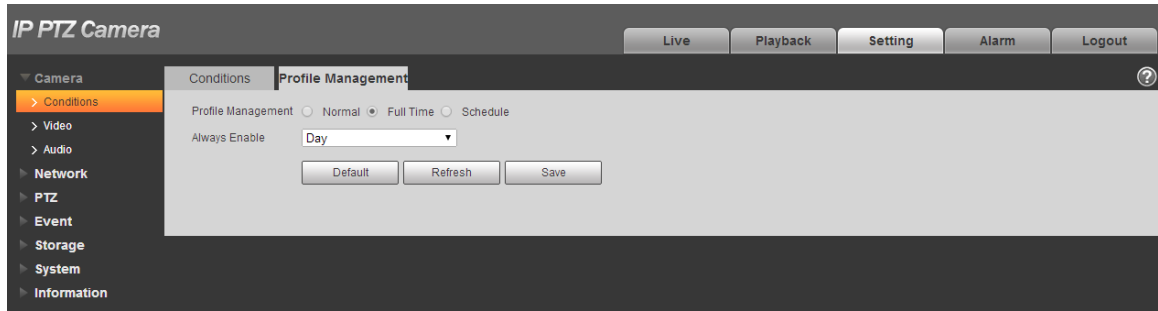 IP PTZ Camera
Live Playback Setting Alarm Logout
Camera
Conditions
Video
Audio
Network
PTZ
Event
Storage
System
Information
Conditions Profile Management
?
Profile Management Normal Full Time Schedule
Always Enable Day
Default Refresh Save